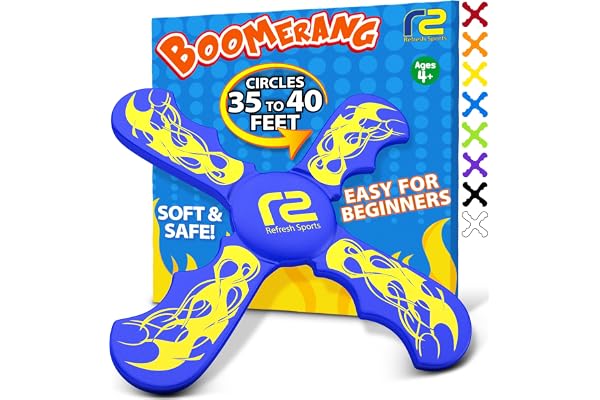 BOOMERANG
R2
Refresh Sports
Ages
4+
CIRCLES
35 TO 40
FEET
SOFT &
SAFE!
EASY FOR
BEGINNERS
R2
Refresh Sports